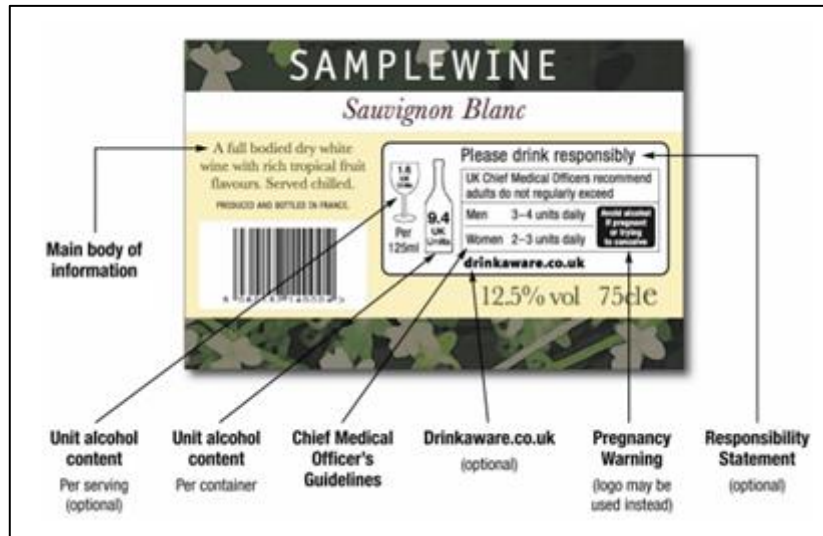 SAMPLEWINE
Sauvignon Blanc
A full bodied dry white
wine with rich tropical fruit
flavours. Served chilled.
PRODUCED AND BOTTLED IN FRANCE.
1.6
UK
Units
Per
125ml
9.4
UK
Units
Please drink responsibly
UK Chief Medical Officers recommend
adults do not regularly exceed
Men 3–4 units daily
Women 2–3 units daily
Avoid alcohol
if pregnant
or trying
to conceive
drinkaware.co.uk
12.5% vol 75cle
Main body of
information
Unit alcohol
content
Per serving
(optional)
Unit alcohol
content
Per container
Chief Medical
Officer's
Guidelines
Drinkaware.co.uk
(optional)
Pregnancy
Warning
(logo may be
used instead)
Responsibility
Statement
(optional)